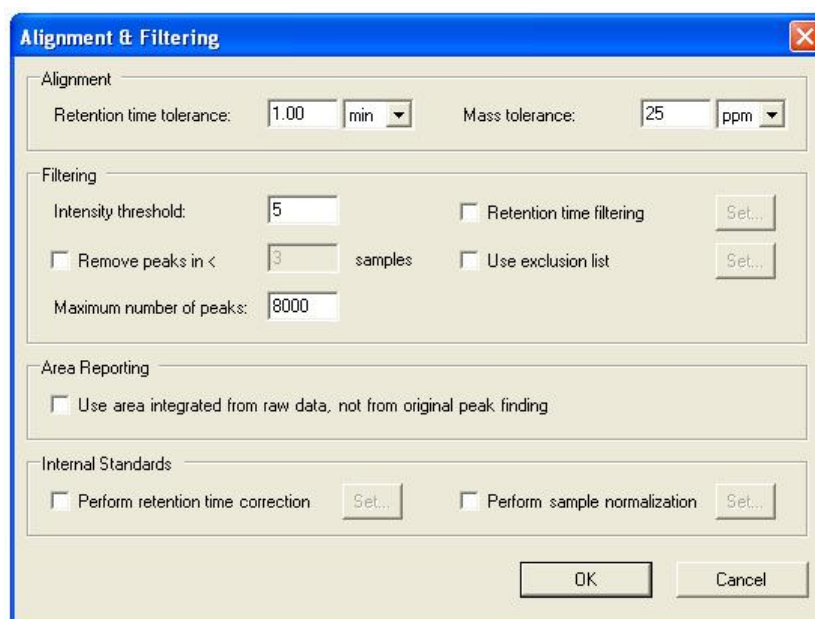 Alignment & Filtering
Alignment
Retention time tolerance: 1.00 min Mass tolerance: 25 ppm
Filtering
Intensity threshold: 5 Retention time filtering Set...
Remove peaks in < 3 samples Use exclusion list Set...
Maximum number of peaks: 8000
Area Reporting
Use area integrated from raw data, not from original peak finding
Internal Standards
Perform retention time correction Set... Perform sample normalization Set...
OK Cancel